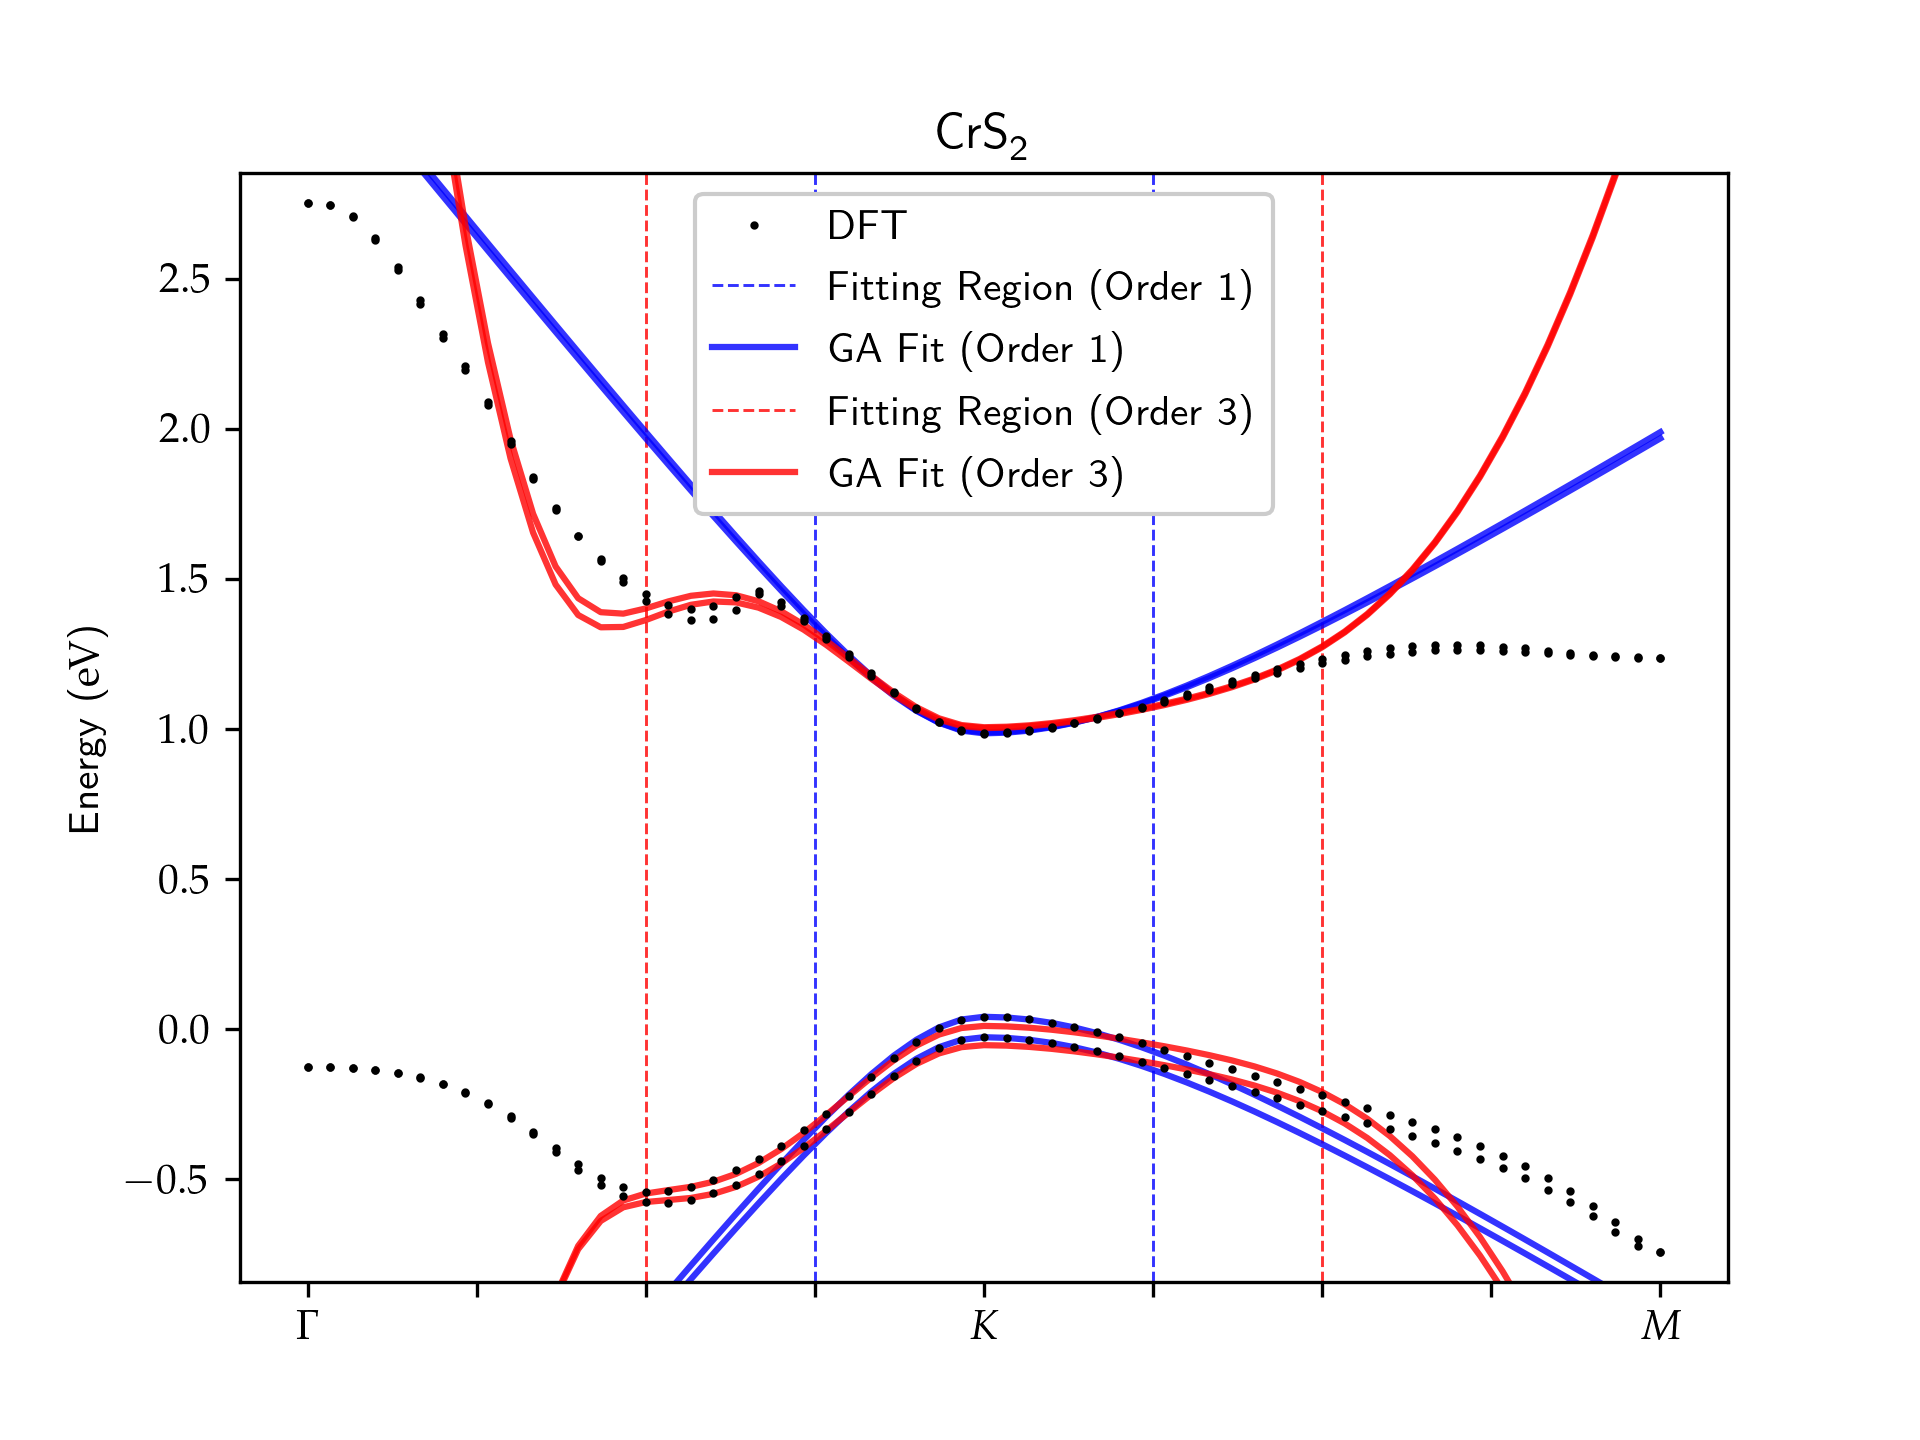 CrS₂
DFT
Fitting Region (Order 1)
GA Fit (Order 1)
Fitting Region (Order 3)
GA Fit (Order 3)
Energy (eV)
2.5
2.0
1.5
1.0
0.5
0.0
−0.5
Γ K M